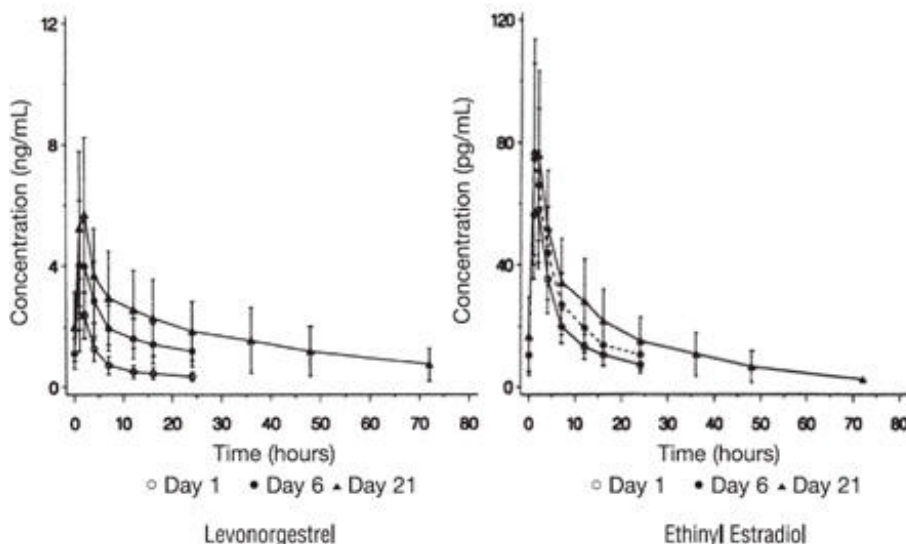 12
8
4
0
Concentration (ng/mL)
0 10 20 30 40 50 60 70 80
Time (hours)
○ Day 1 ● Day 6 ▲ Day 21
Levonorgestrel
120
80
40
0
Concentration (pg/mL)
0 10 20 30 40 50 60 70 80
Time (hours)
○ Day 1 ● Day 6 ▲ Day 21
Ethinyl Estradiol